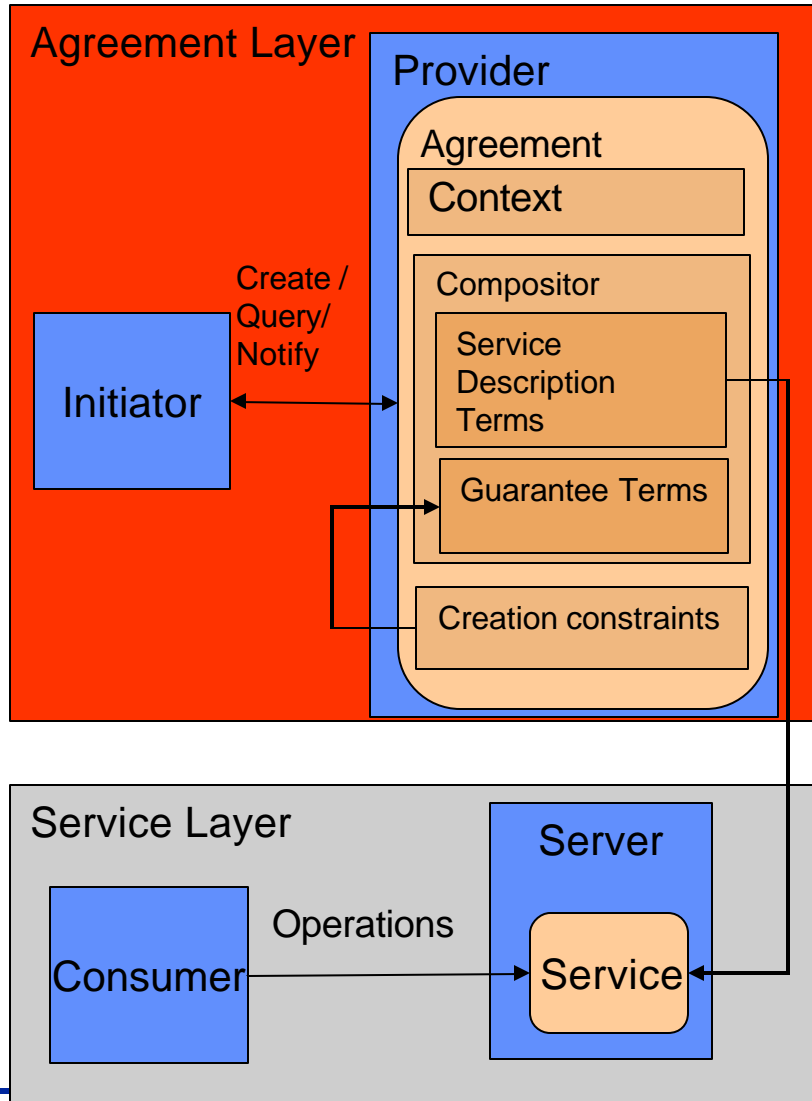 Agreement Layer
Provider
Agreement
Context
Create /
Query/
Notify
Compositor
Service
Description
Terms
Initiator
Guarantee Terms
Creation constraints
Service Layer
Server
Operations
Consumer
Service